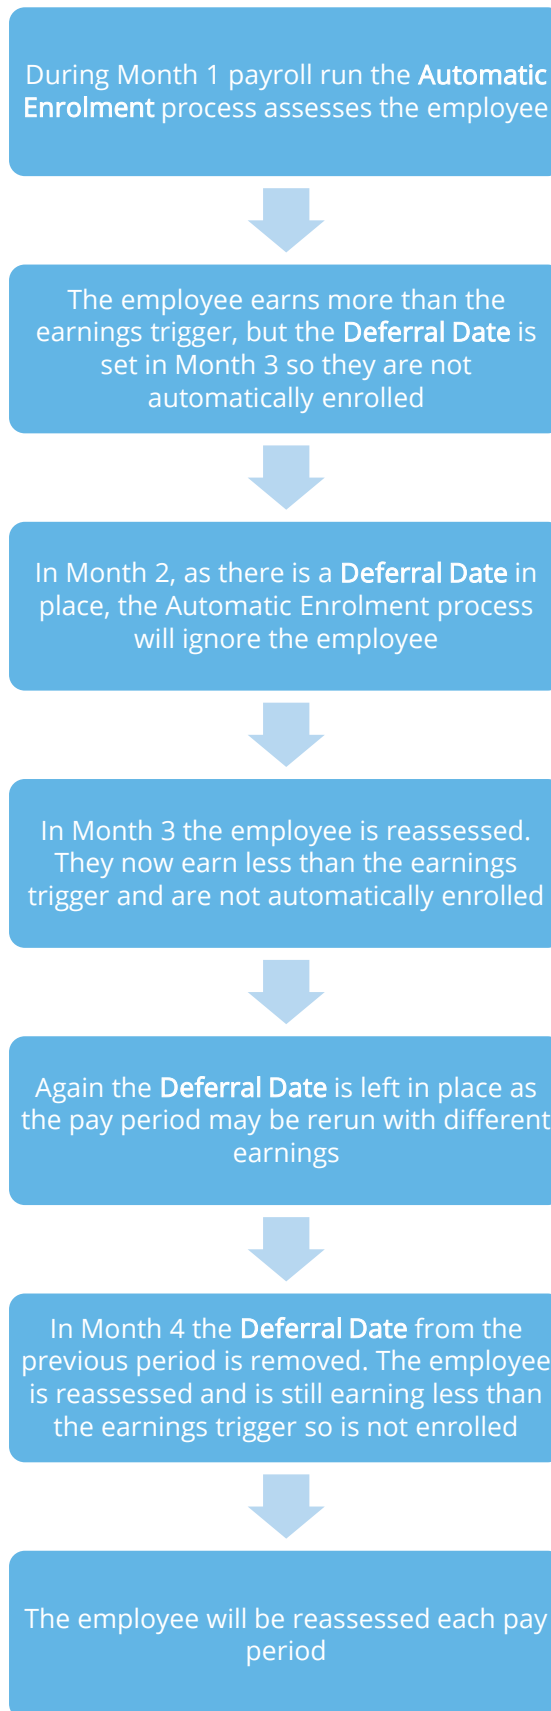 During Month 1 payroll run the Automatic
Enrolment process assesses the employee
The employee earns more than the
earnings trigger, but the Deferral Date is
set in Month 3 so they are not
automatically enrolled
In Month 2, as there is a Deferral Date in
place, the Automatic Enrolment process
will ignore the employee
In Month 3 the employee is reassessed.
They now earn less than the earnings
trigger and are not automatically enrolled
Again the Deferral Date is left in place as
the pay period may be rerun with different
earnings
In Month 4 the Deferral Date from the
previous period is removed. The employee
is reassessed and is still earning less than
the earnings trigger so is not enrolled
The employee will be reassessed each pay
period